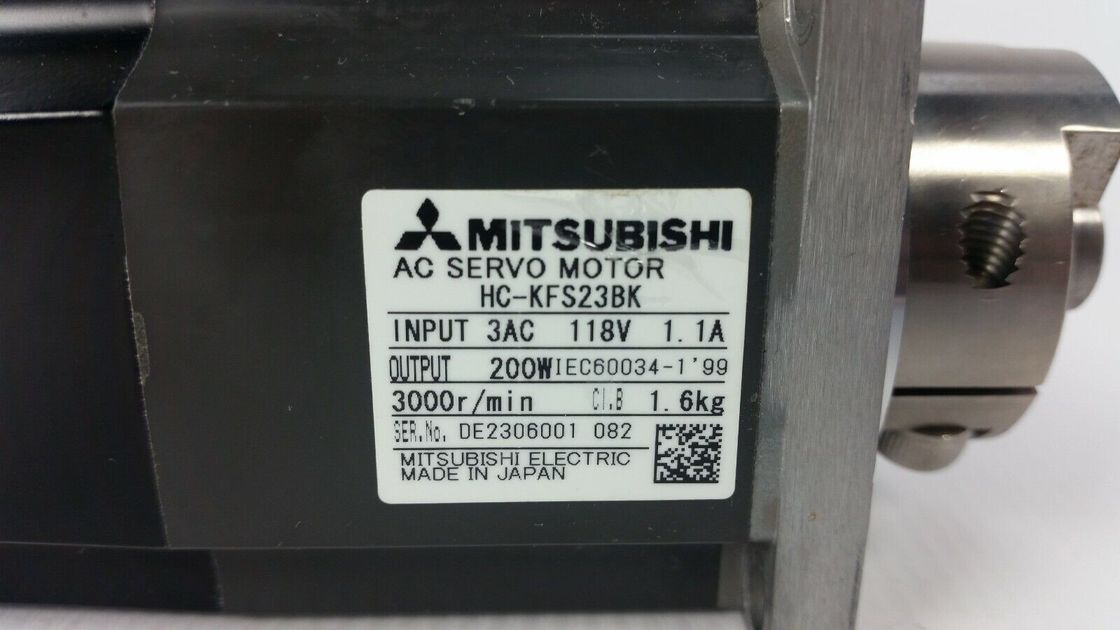 MITSUBISHI
AC SERVO MOTOR
HC-KFS23BK
INPUT 3AC 118V 1.1A
OUTPUT 200W IEC60034-1'99
3000r/min CI.B 1.6kg
SER.No. DE2306001 082
MITSUBISHI ELECTRIC
MADE IN JAPAN